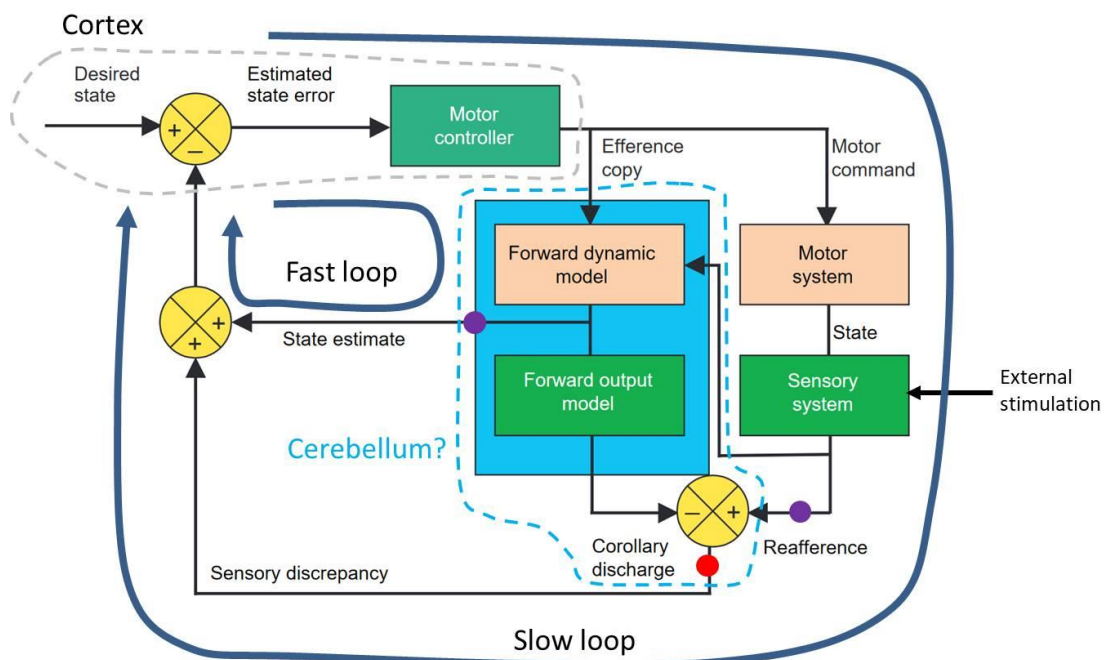 Cortex
Desired
state
Estimated
state error
+
−
Motor
controller
Efference
copy
Motor
command
Forward dynamic
model
Motor
system
Fast loop
+
+
State estimate
State
Forward output
model
Sensory
system
External
stimulation
Cerebellum?
−
+
Corollary
discharge
Reafference
Sensory discrepancy
Slow loop